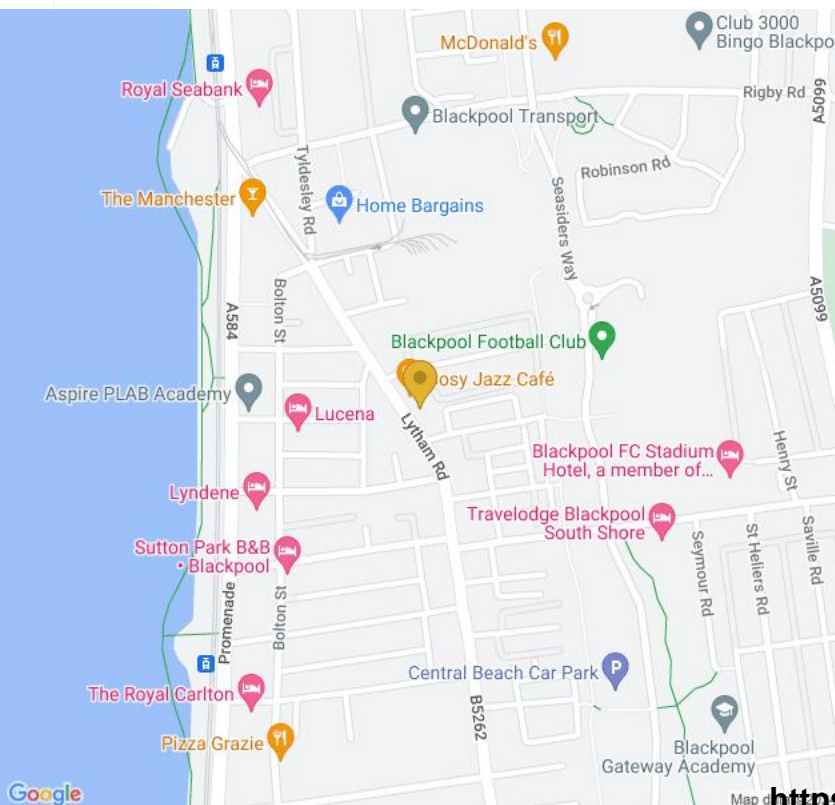 Club 3000
Bingo Blackpo
McDonald's
Royal Seabank
Rigby Rd
A5099
Blackpool Transport
Tyldesley Rd
Robinson Rd
The Manchester
Home Bargains
Seasiders Way
A5099
Bolton St
A584
Blackpool Football Club
osy Jazz Café
Aspire PLAB Academy
Lucena
Lytham Rd
Blackpool FC Stadium
Hotel, a member of...
Henry St
Lyndene
Travelodge Blackpool
South Shore
Saville Rd
Sutton Park B&B
• Blackpool
Seymour Rd
St Heliers Rd
Promenade
Bolton St
Central Beach Car Park
P
The Royal Carlton
B5262
Pizza Grazie
Blackpool
Gateway Academy
Google
Map d
https